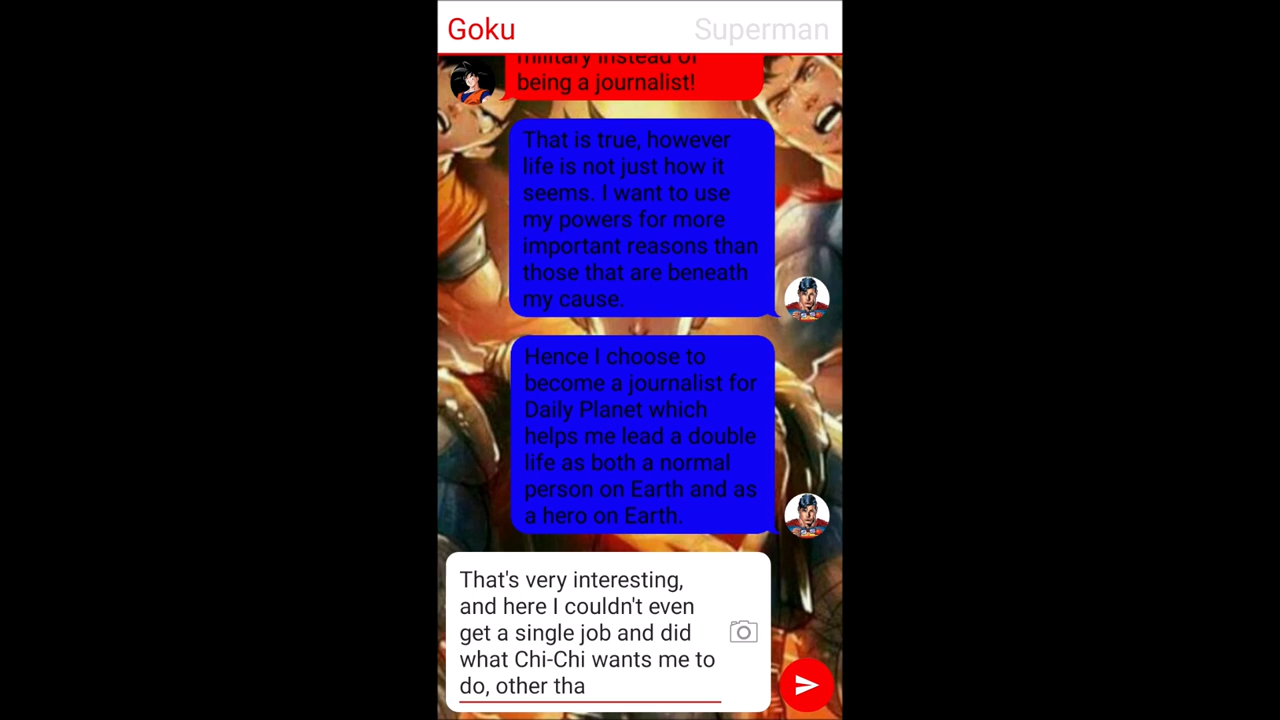 Goku
Superman
military instead of
being a journalist!
That is true, however
life is not just how it
seems. I want to use
my powers for more
important reasons than
those that are beneath
my cause.
Hence I choose to
become a journalist for
Daily Planet which
helps me lead a double
life as both a normal
person on Earth and as
a hero on Earth.
That's very interesting,
and here I couldn't even
get a single job and did
what Chi-Chi wants me to
do, other tha